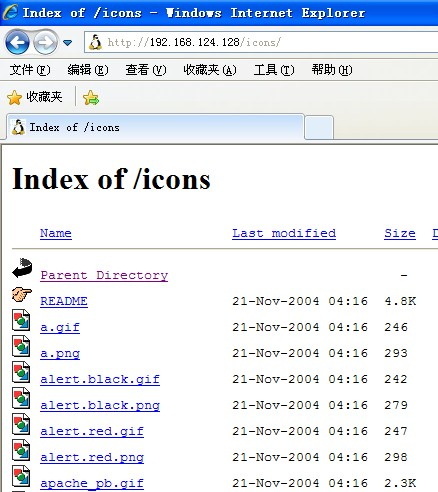 Index of /icons - Windows Internet Explorer
http://192.168.124.128/icons/
文件(F) 编辑(E) 查看(V) 收藏夹(A) 工具(T) 帮助(H)
收藏夹
Index of /icons
Index of /icons
Name Last modified Size D
Parent Directory -
README 21-Nov-2004 04:16 4.8K
a.gif 21-Nov-2004 04:16 246
a.png 21-Nov-2004 04:16 293
alert.black.gif 21-Nov-2004 04:16 242
alert.black.png 21-Nov-2004 04:16 279
alert.red.gif 21-Nov-2004 04:16 247
alert.red.png 21-Nov-2004 04:16 298
apache_pb.gif 21-Nov-2004 04:16 2.3K